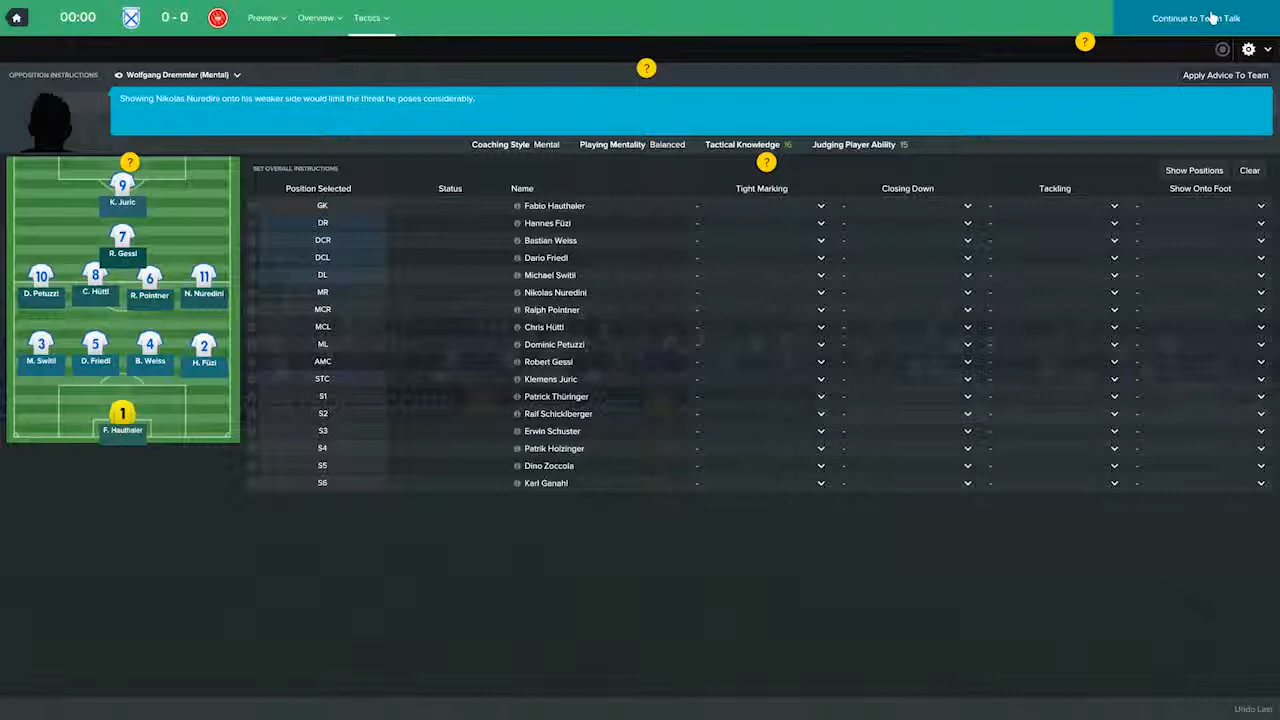 00:00 0 - 0 Preview Overview Tactics Continue to Team Talk
?
OPPOSITION INSTRUCTIONS Wolfgang Dremmler (Mental) ? Apply Advice To Team
Showing Nikolas Nuredini onto his weaker side would limit the threat he poses considerably.
Coaching Style Mental Playing Mentality Balanced Tactical Knowledge 16 Judging Player Ability 15
? ?
SET OVERALL INSTRUCTIONS Show Positions Clear
Position Selected Status Name Tight Marking Closing Down Tackling Show Onto Foot
GK Fabio Hauthaler - - - -
DR Hannes Füzi - - - -
DCR Bastian Weiss - - - -
DCL Dario Friedl - - - -
DL Michael Switil - - - -
MR Nikolas Nuredini - - - -
MCR Ralph Pointner - - - -
MCL Chris Hüttl - - - -
ML Dominic Petuzzi - - - -
AMC Robert Gessl - - - -
STC Klemens Juric - - - -
S1 Patrick Thüringer - - - -
S2 Ralf Schicklberger - - - -
S3 Erwin Schuster - - - -
S4 Patrik Holzinger - - - -
S5 Dino Zoccola - - - -
S6 Karl Ganahl - - - -
9
K. Juric
7
R. Gessl
10 8 6 11
D. Petuzzi C. Hüttl R. Pointner N. Nuredini
3 5 4 2
M. Switil D. Friedl B. Weiss H. Füzi
1
F. Hauthaler
Undo Last